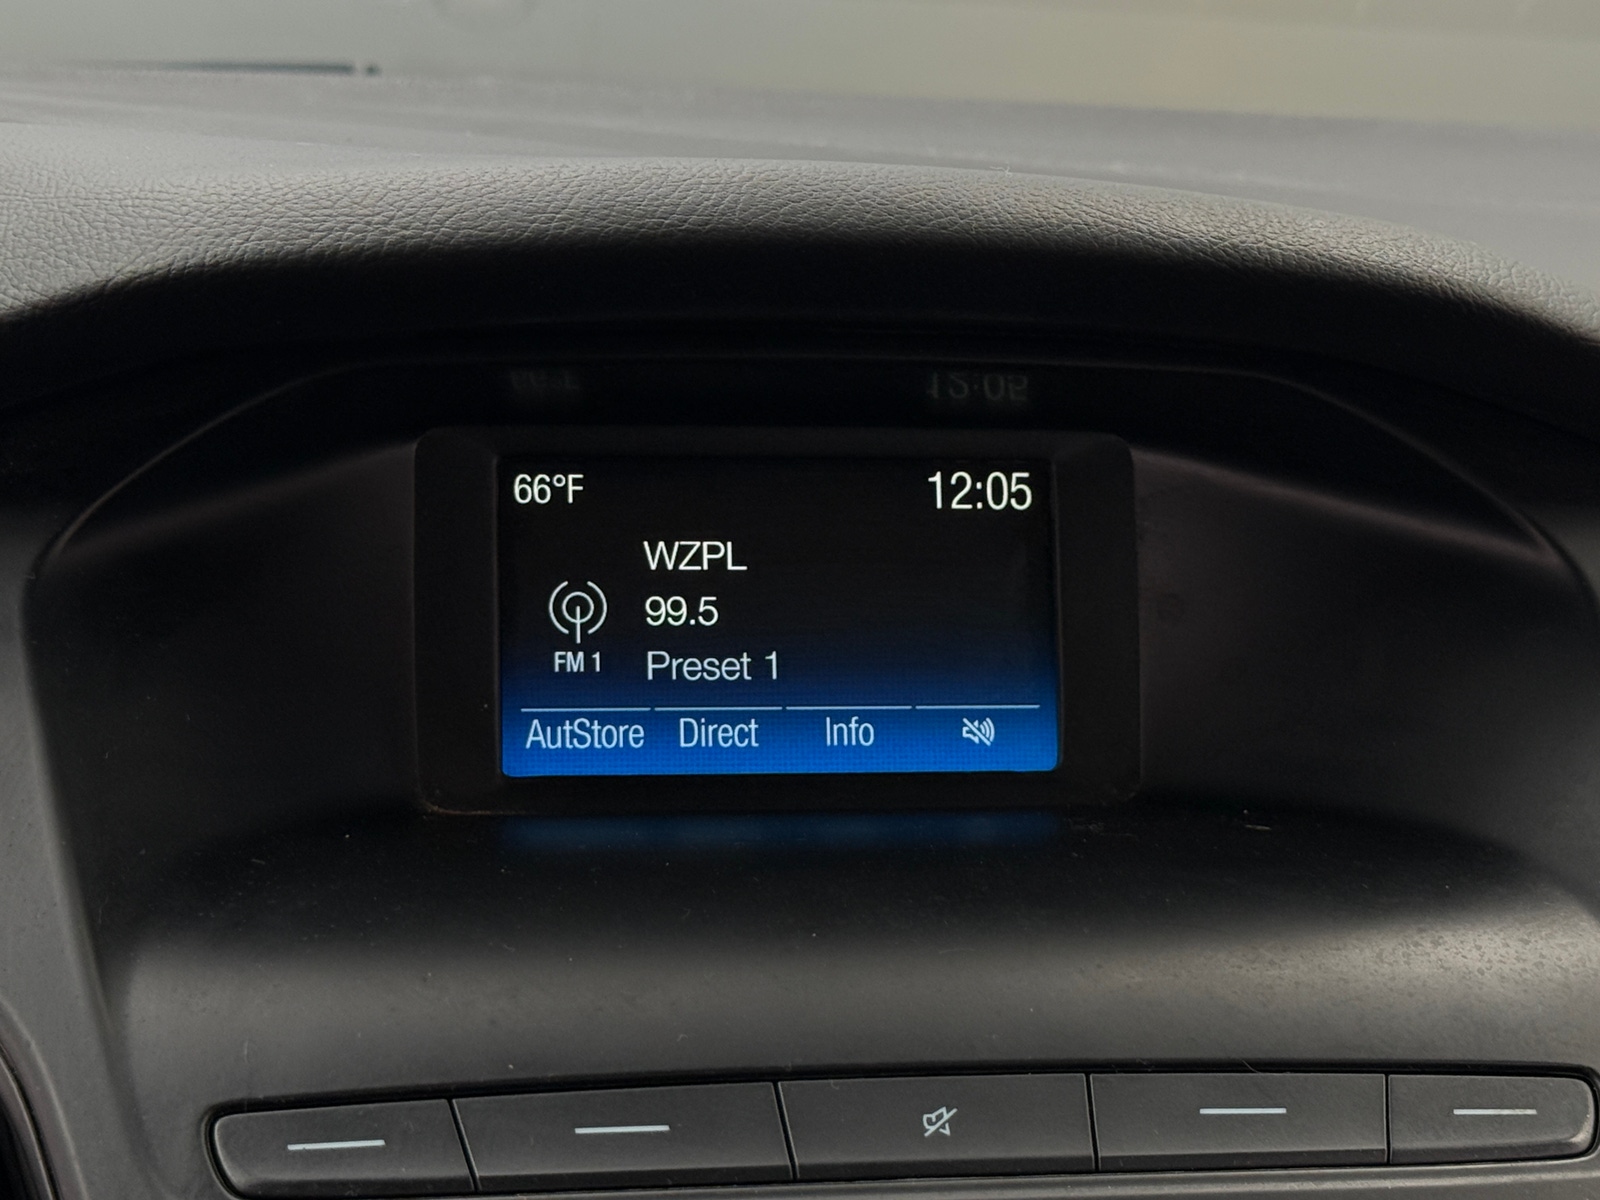 66°F 12:05
WZPL
99.5
FM 1 Preset 1
AutStore Direct Info